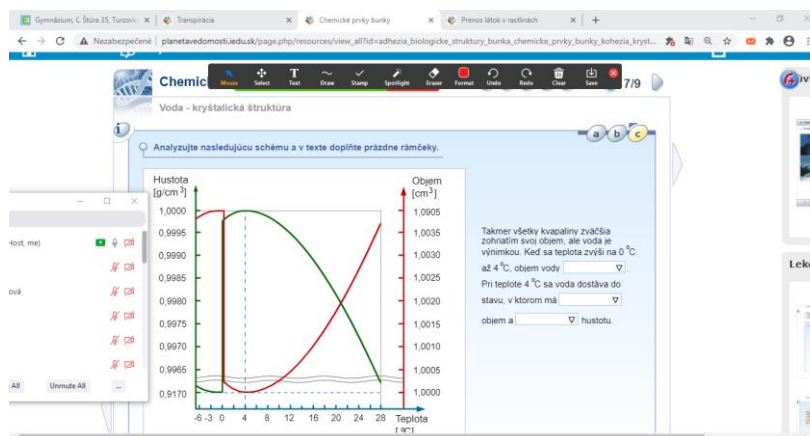 Gymnázium, Ľ. Štúra 35, Turzovk
Transpirácia
Chemické prvky bunky
Prenos látok v rastlinách
Nezabezpečené | planetavedomosti.iedu.sk/page.php/resources/view_all?id=adhezia_biologicke_struktury_bunka_chemicke_prvky_bunky_kohezia_kryst...
Chemic
Mouse Select Text Draw Stamp Spotlight Eraser Format Undo Redo Clear Save
7/9
Voda - kryštalická štruktúra
a b c
Analyzujte nasledujúcu schému a v texte doplňte prázdne rámčeky.
Hustota
[g/cm³]
Objem
[cm³]
1,0000
0,9995
0,9990
0,9985
0,9980
0,9975
0,9970
0,9965
0,9170
1,0905
1,0035
1,0030
1,0025
1,0020
1,0015
1,0010
1,0005
1,0000
-6 -3 0 4 8 12 16 20 24 28 Teplota
[°C]
Takmer všetky kvapaliny zväčšia
zohriatím svoj objem, ale voda je
výnimkou. Keď sa teplota zvýši na 0 °C
až 4 °C, objem vody
Pri teplote 4 °C sa voda dostáva do
stavu, v ktorom má
objem a hustotu.
Host, me)
ová
All
Unmute All
...
Lek